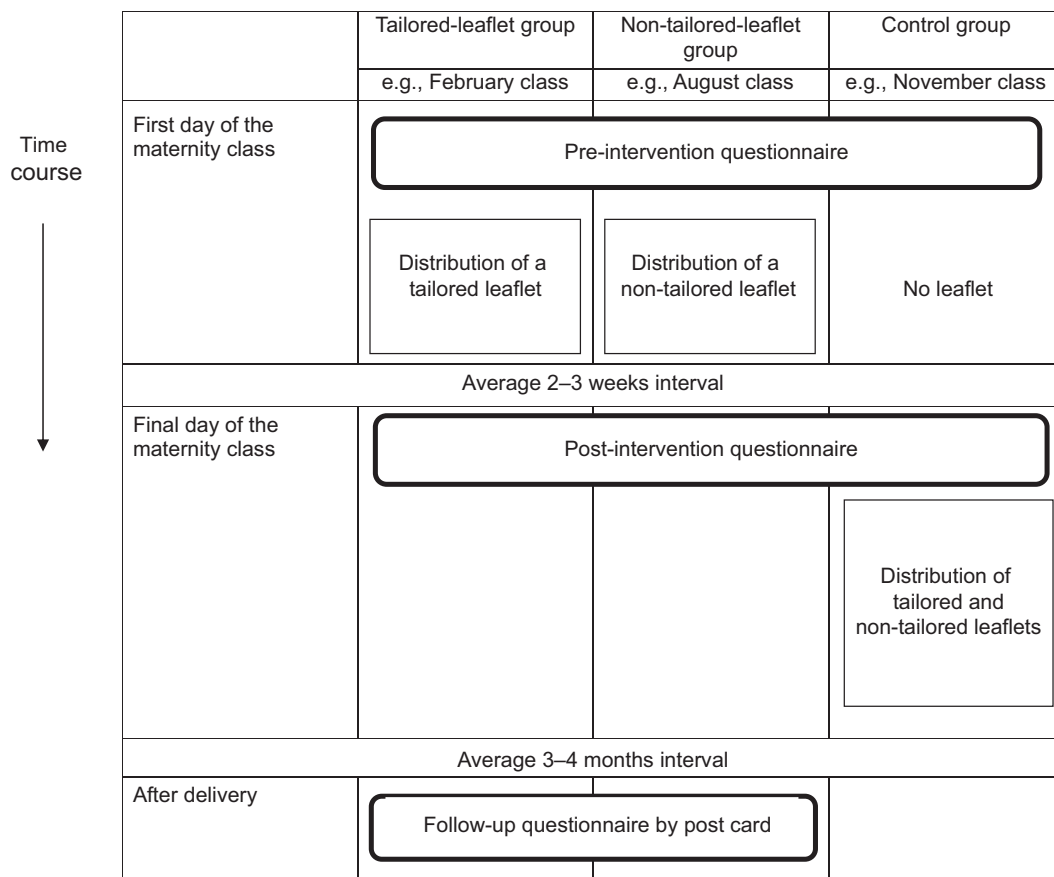 Tailored-leaflet group
Non-tailored-leaflet
group
Control group
e.g., February class
e.g., August class
e.g., November class
Time
course
First day of the
maternity class
Pre-intervention questionnaire
Distribution of a
tailored leaflet
Distribution of a
non-tailored leaflet
No leaflet
Average 2–3 weeks interval
Final day of the
maternity class
Post-intervention questionnaire
Distribution of
tailored and
non-tailored leaflets
Average 3–4 months interval
After delivery
Follow-up questionnaire by post card